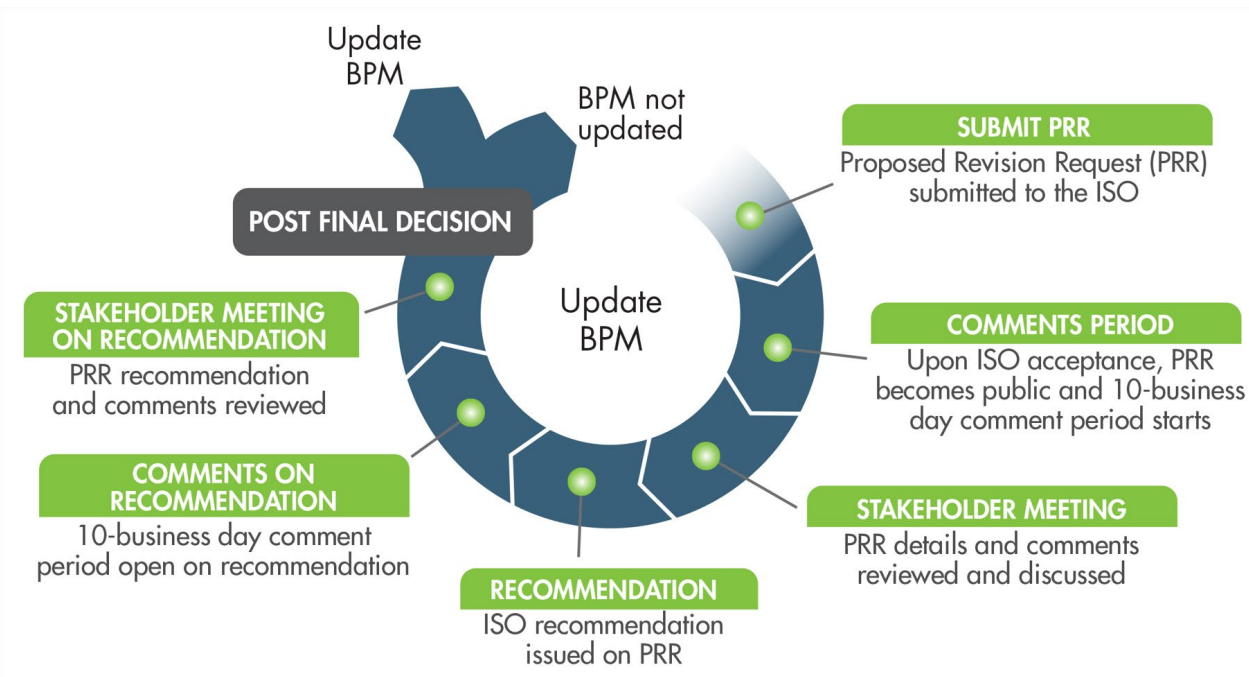 Update
BPM
BPM not
updated
SUBMIT PRR
Proposed Revision Request (PRR)
submitted to the ISO
POST FINAL DECISION
Update
BPM
COMMENTS PERIOD
Upon ISO acceptance, PRR
becomes public and 10-business
day comment period starts
STAKEHOLDER MEETING
ON RECOMMENDATION
PRR recommendation
and comments reviewed
COMMENTS ON
RECOMMENDATION
10-business day comment
period open on recommendation
STAKEHOLDER MEETING
PRR details and comments
reviewed and discussed
RECOMMENDATION
ISO recommendation
issued on PRR